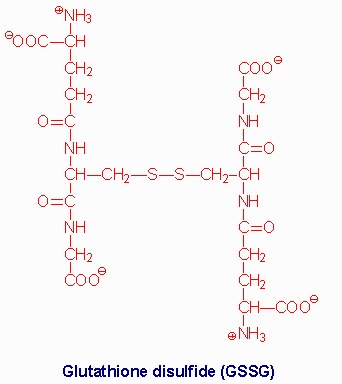 ⊕NH₃
⊖OOC–CH
CH₂ COO⊖
CH₂ CH₂
O=C NH
NH C=O
CH–CH₂–S–S–CH₂–CH
O=C NH
NH C=O
CH₂ CH₂
COO⊖ CH₂
CH–COO⊖
⊕NH₃
Glutathione disulfide (GSSG)